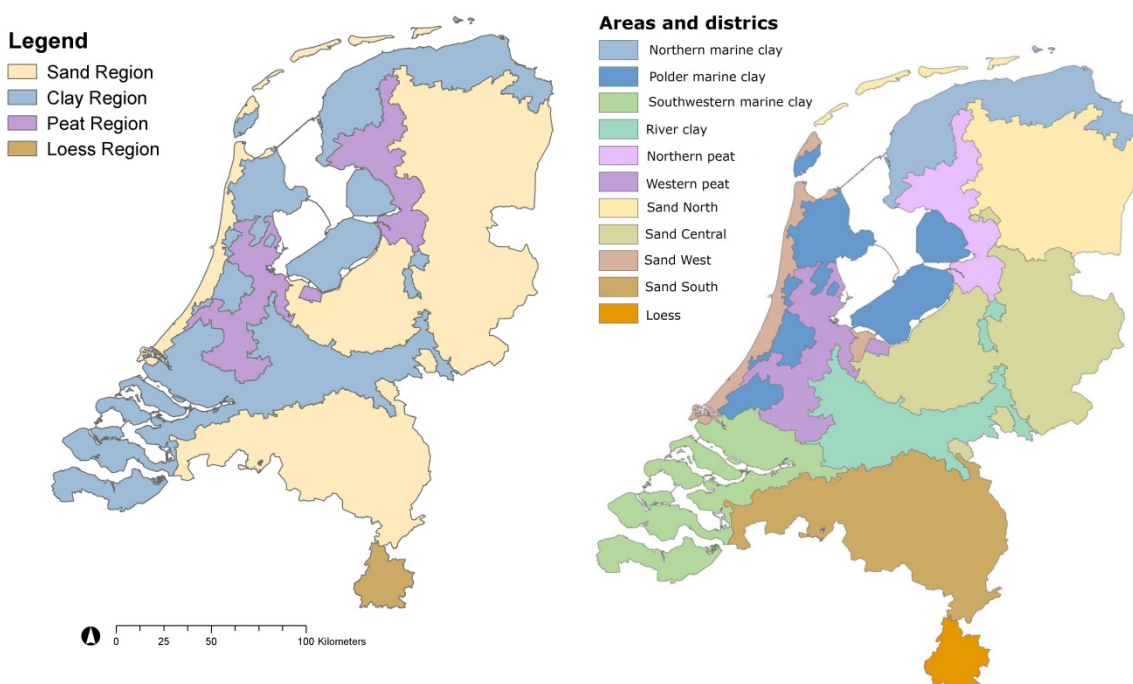 Legend
Sand Region
Clay Region
Peat Region
Loess Region
0 25 50 100 Kilometers
Areas and districs
Northern marine clay
Polder marine clay
Southwestern marine clay
River clay
Northern peat
Western peat
Sand North
Sand Central
Sand West
Sand South
Loess